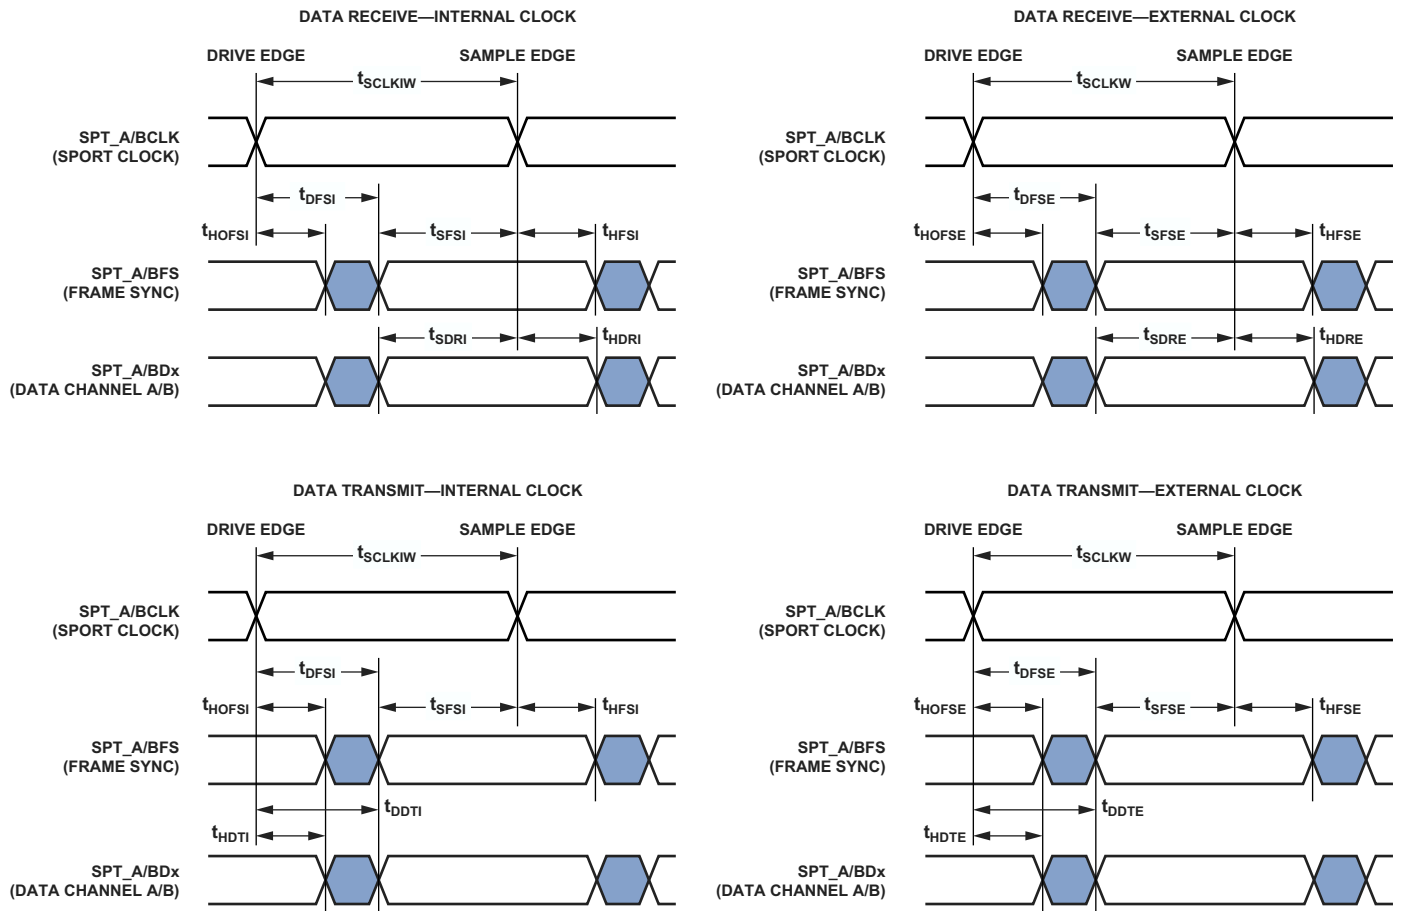 DATA RECEIVE—INTERNAL CLOCK
DRIVE EDGE SAMPLE EDGE
tSCLKIW
SPT_A/BCLK
(SPORT CLOCK)
tDFSI
tHOFSI tSFSI tHFSI
SPT_A/BFS
(FRAME SYNC)
tSDRI tHDRI
SPT_A/BDx
(DATA CHANNEL A/B)
DATA RECEIVE—EXTERNAL CLOCK
DRIVE EDGE SAMPLE EDGE
tSCLKW
SPT_A/BCLK
(SPORT CLOCK)
tDFSE
tHOFSE tSFSE tHFSE
SPT_A/BFS
(FRAME SYNC)
tSDRE tHDRE
SPT_A/BDx
(DATA CHANNEL A/B)
DATA TRANSMIT—INTERNAL CLOCK
DRIVE EDGE SAMPLE EDGE
tSCLKIW
SPT_A/BCLK
(SPORT CLOCK)
tDFSI
tHOFSI tSFSI tHFSI
SPT_A/BFS
(FRAME SYNC)
tDDTI
tHDTI
SPT_A/BDx
(DATA CHANNEL A/B)
DATA TRANSMIT—EXTERNAL CLOCK
DRIVE EDGE SAMPLE EDGE
tSCLKW
SPT_A/BCLK
(SPORT CLOCK)
tDFSE
tHOFSE tSFSE tHFSE
SPT_A/BFS
(FRAME SYNC)
tDDTE
tHDTE
SPT_A/BDx
(DATA CHANNEL A/B)